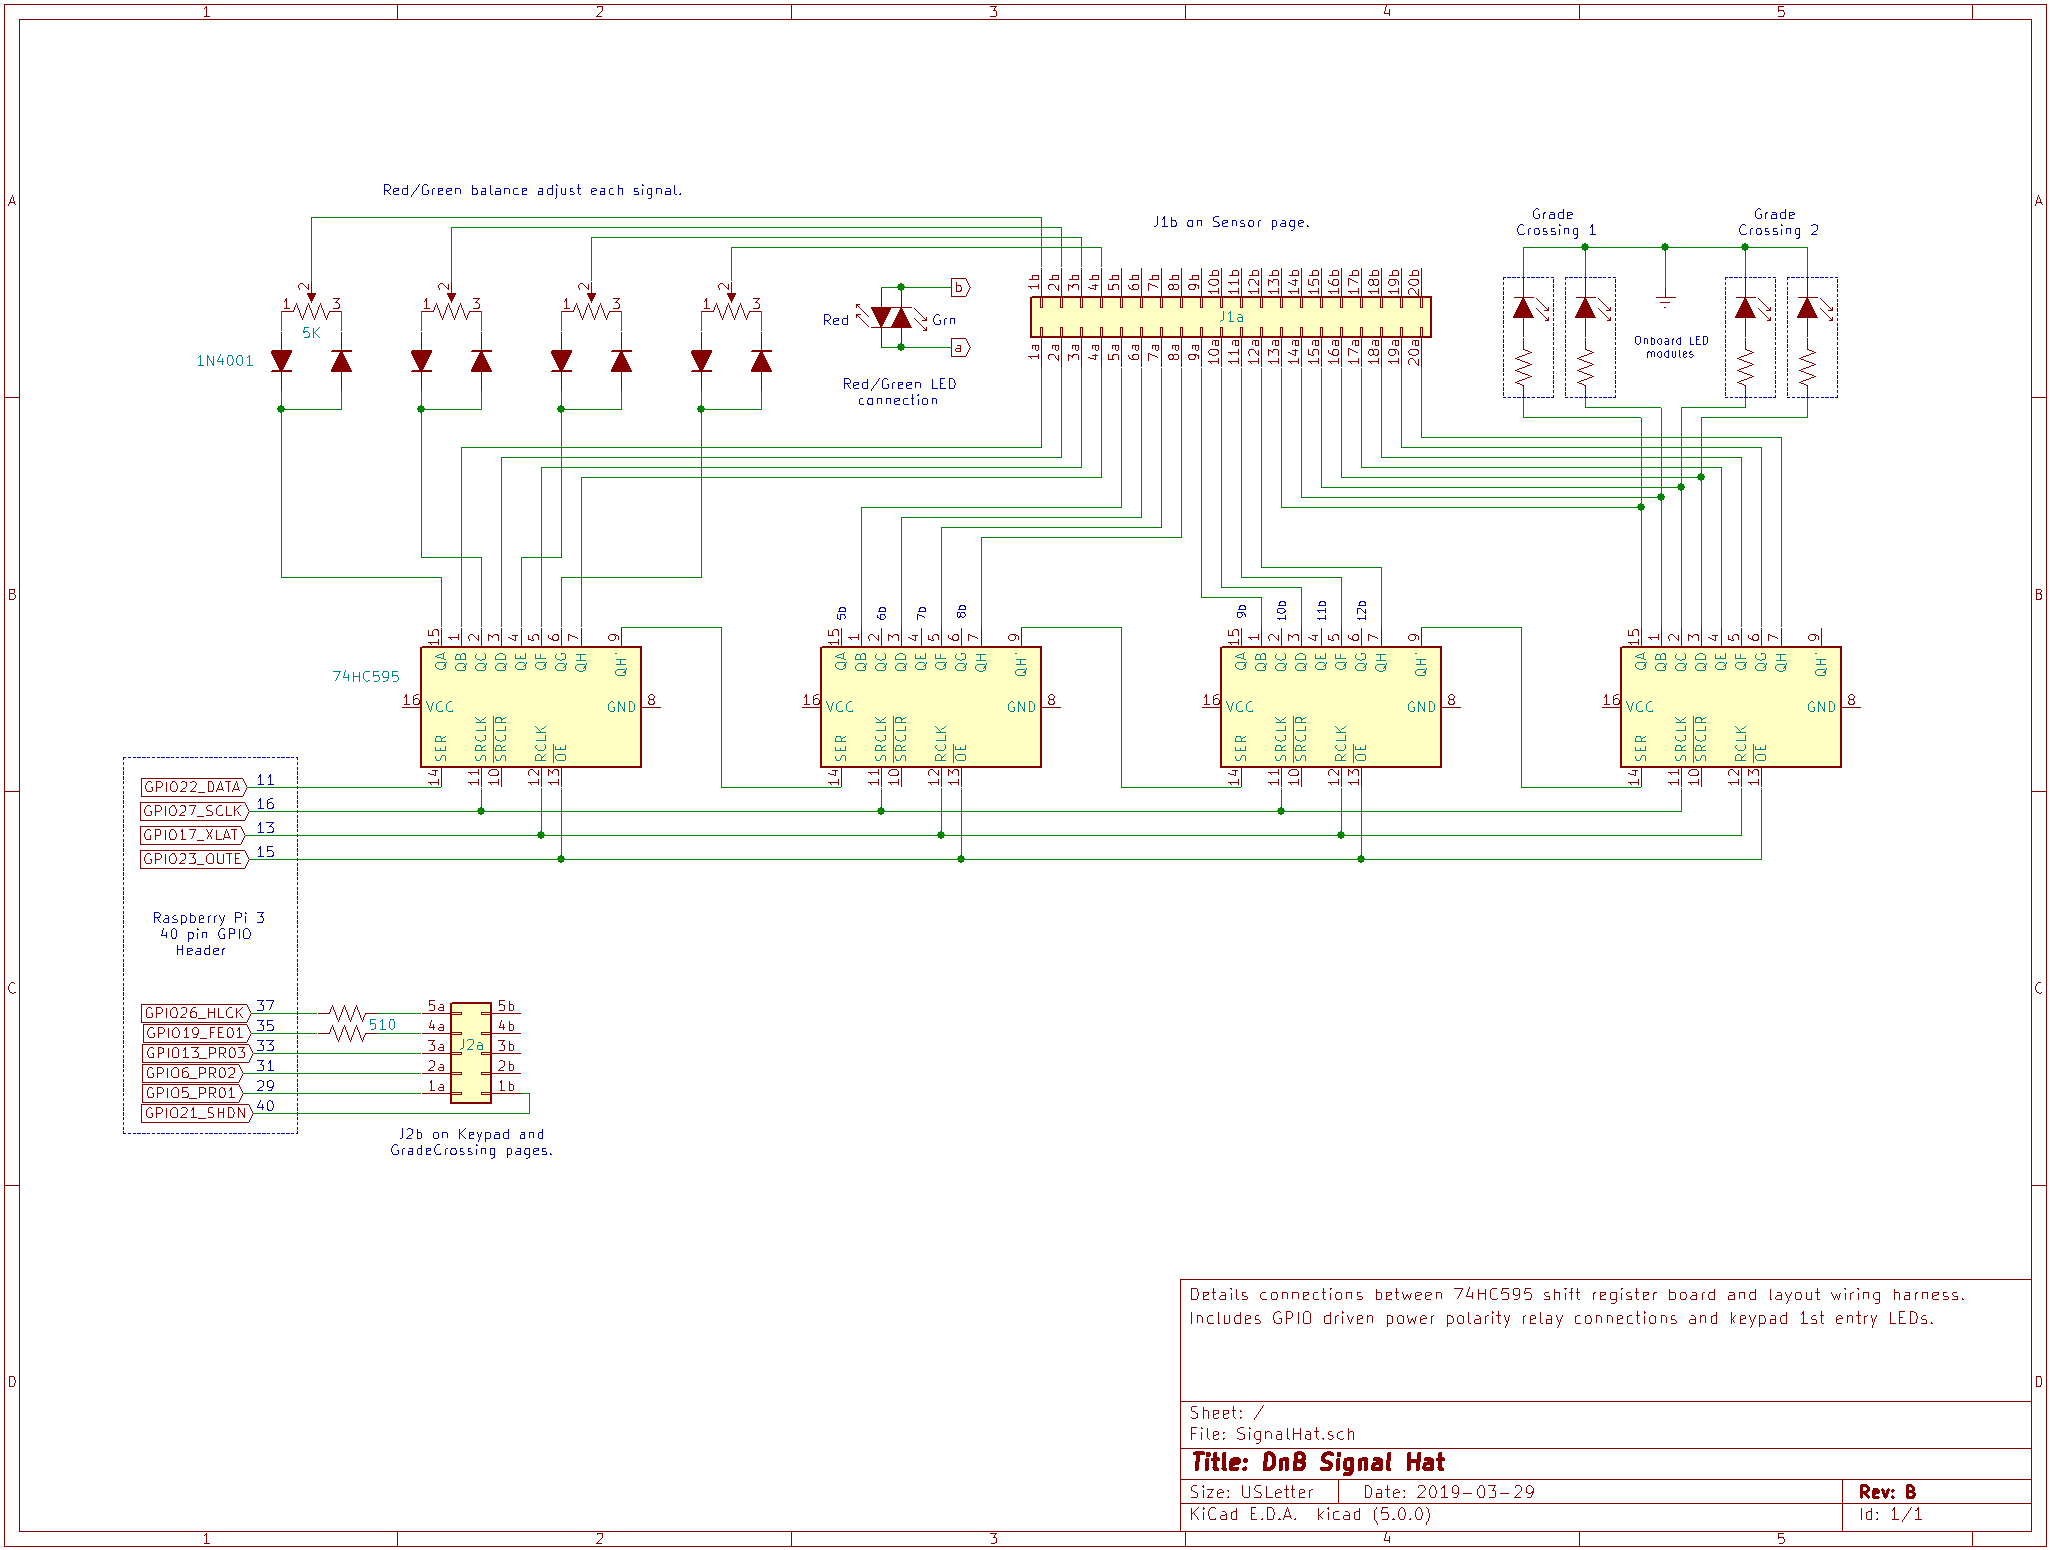 1 2 3 4 5
A A
Red/Green balance adjust each signal.
J1b on Sensor page.
Grade
Crossing 1
Grade
Crossing 2
1b 2b 3b 4b 5b 6b 7b 8b 9b 10b 11b 12b 13b 14b 15b 16b 17b 18b 19b 20b
2 2 2 2
1 3 1 3 1 3 1 3
5K
1N4001
b
Red Grn
a
Red/Green LED
connection
J1a
1a 2a 3a 4a 5a 6a 7a 8a 9a 10a 11a 12a 13a 14a 15a 16a 17a 18a 19a 20a
Onboard LED
modules
B B
5b 6b 7b 8b
9b 10b 11b 12b
74HC595
15 1 2 3 4 5 6 7 9
QA QB QC QD QE QF QG QH QH'
16 VCC GND 8
SER SRCLK SRCLR RCLK OE
14 11 10 12 13
15 1 2 3 4 5 6 7 9
QA QB QC QD QE QF QG QH QH'
16 VCC GND 8
SER SRCLK SRCLR RCLK OE
14 11 10 12 13
15 1 2 3 4 5 6 7 9
QA QB QC QD QE QF QG QH QH'
16 VCC GND 8
SER SRCLK SRCLR RCLK OE
14 11 10 12 13
15 1 2 3 4 5 6 7 9
QA QB QC QD QE QF QG QH QH'
16 VCC GND 8
SER SRCLK SRCLR RCLK OE
14 11 10 12 13
GPIO22_DATA 11
GPIO27_SCLK 16
GPIO17_XLAT 13
GPIO23_OUTE 15
Raspberry Pi 3
40 pin GPIO
Header
C C
GPIO26_HLCK 37 5a 5b
GPIO19_FE01 35 510 4a 4b
GPIO13_PR03 33 3a J2a 3b
GPIO6_PR02 31 2a 2b
GPIO5_PR01 29 1a 1b
GPIO21_SHDN 40
J2b on Keypad and
GradeCrossing pages.
D D
Details connections between 74HC595 shift register board and layout wiring harness.
Includes GPIO driven power polarity relay connections and keypad 1st entry LEDs.
Sheet: /
File: SignalHat.sch
Title: DnB Signal Hat
Size: USLetter Date: 2019-03-29 Rev: B
KiCad E.D.A. kicad (5.0.0) Id: 1/1
1 2 3 4 5